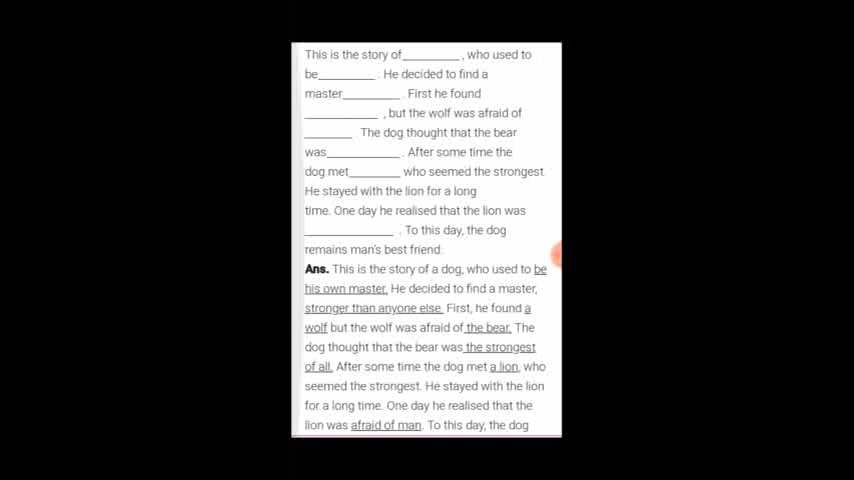 This is the story of__________ , who used to
be__________ . He decided to find a
master__________ . First he found
_____________ , but the wolf was afraid of
________ . The dog thought that the bear
was_____________ . After some time the
dog met_________ who seemed the strongest.
He stayed with the lion for a long
time. One day he realised that the lion was
________________ . To this day, the dog
remains man's best friend.
Ans. This is the story of a dog, who used to be
his own master. He decided to find a master,
stronger than anyone else. First, he found a
wolf but the wolf was afraid of the bear. The
dog thought that the bear was the strongest
of all. After some time the dog met a lion, who
seemed the strongest. He stayed with the lion
for a long time. One day he realised that the
lion was afraid of man. To this day, the dog